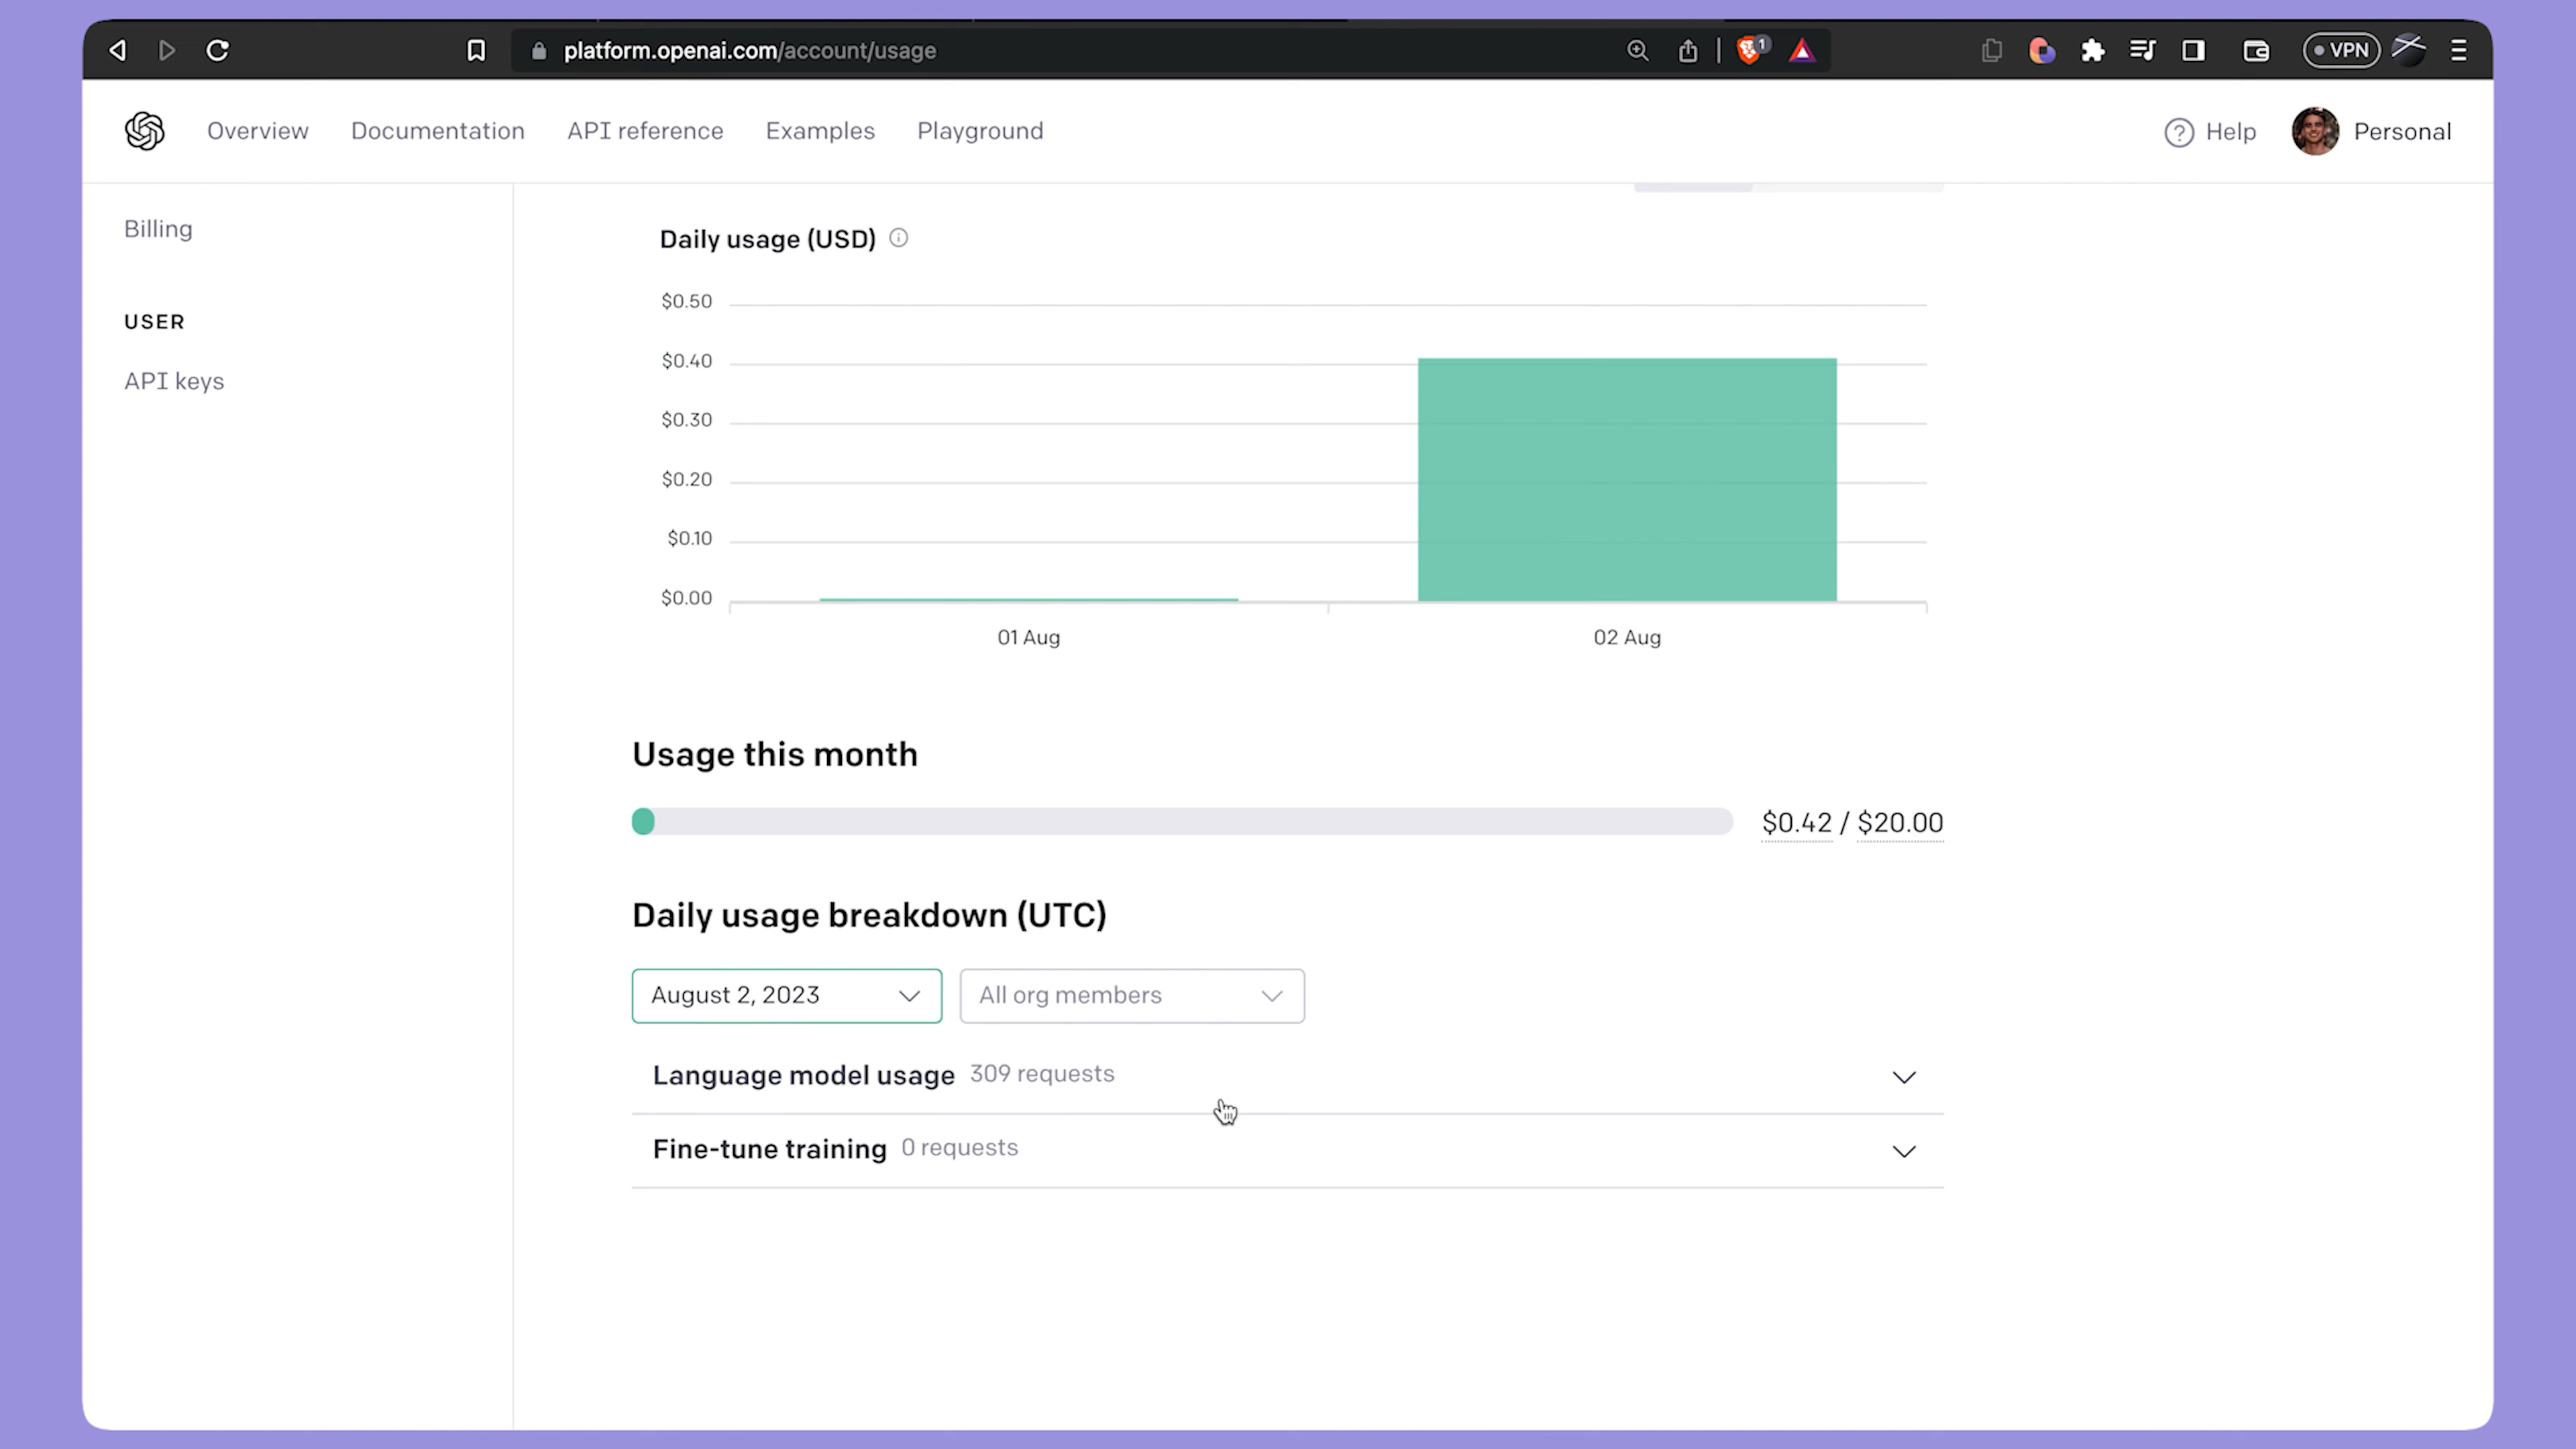 platform.openai.com/account/usage
1
VPN
Overview
Documentation
API reference
Examples
Playground
Help
Personal
Billing
USER
API keys
Daily usage (USD)
$0.50
$0.40
$0.30
$0.20
$0.10
$0.00
01 Aug
02 Aug
Usage this month
$0.42 / $20.00
Daily usage breakdown (UTC)
August 2, 2023
All org members
Language model usage 309 requests
Fine-tune training 0 requests